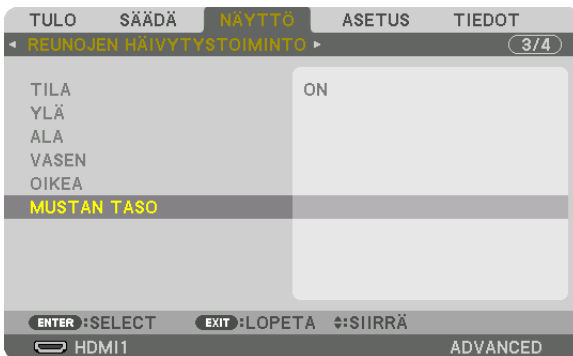 TULO SÄÄDÄ NÄYTTÖ ASETUS TIEDOT
REUNOJEN HÄIVYTYSTOIMINTO 3/4
TILA ON
YLÄ
ALA
VASEN
OIKEA
MUSTAN TASO
ENTER :SELECT EXIT :LOPETA :SIIRRÄ
HDMI1 ADVANCED